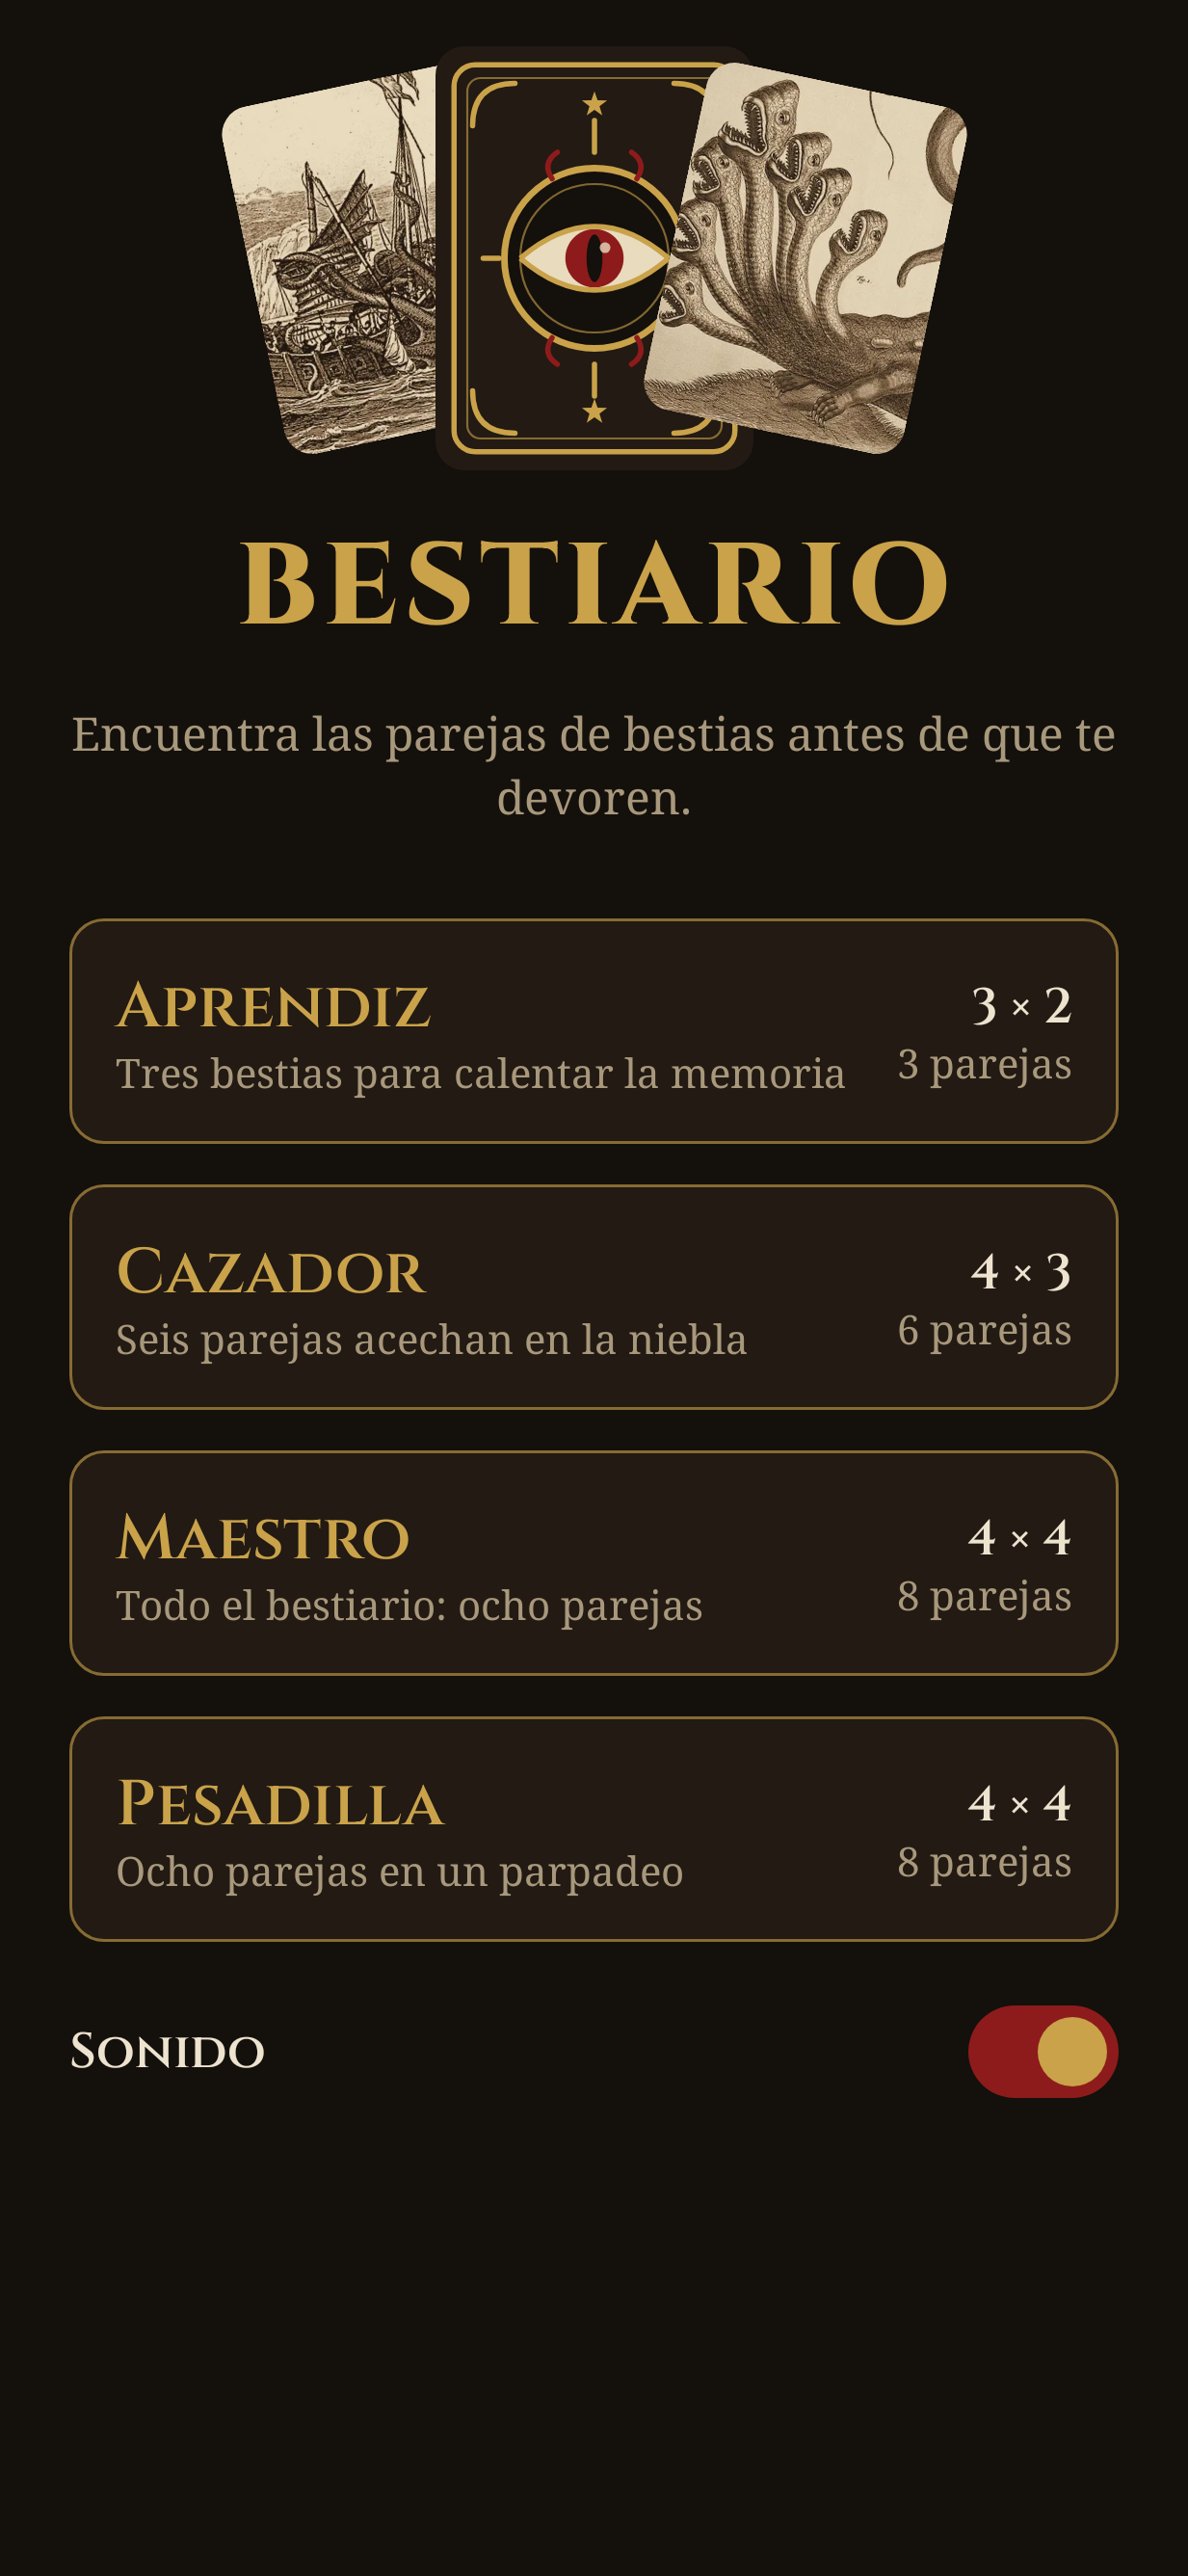 BESTIARIO
Encuentra las parejas de bestias antes de que te
devoren.
Aprendiz
3 × 2
Tres bestias para calentar la memoria
3 parejas
Cazador
4 × 3
Seis parejas acechan en la niebla
6 parejas
Maestro
4 × 4
Todo el bestiario: ocho parejas
8 parejas
Pesadilla
4 × 4
Ocho parejas en un parpadeo
8 parejas
Sonido